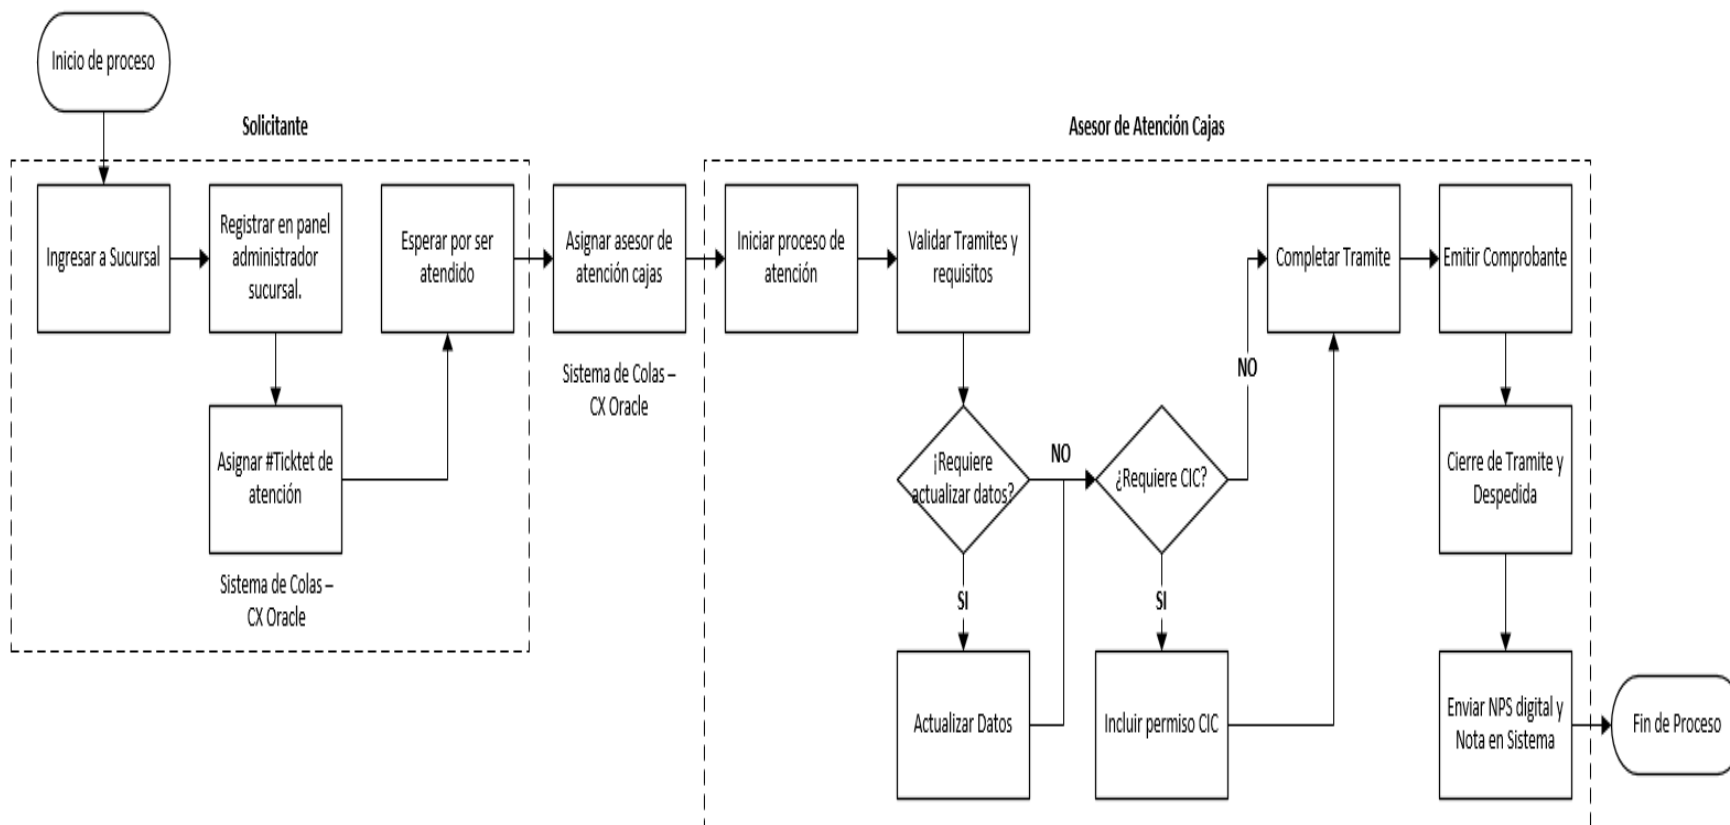 Inicio de proceso
Solicitante
Asesor de Atención Cajas
Ingresar a Sucursal
Registrar en panel
administrador
sucursal.
Esperar por ser
atendido
Asignar asesor de
atención cajas
Iniciar proceso de
atención
Validar Tramites y
requisitos
Completar Tramite
Emitir Comprobante
Sistema de Colas –
CX Oracle
NO
Asignar #Ticktet de
atención
¡Requiere
actualizar datos?
NO
¿Requiere CIC?
Cierre de Tramite y
Despedida
Sistema de Colas –
CX Oracle
SI
SI
Actualizar Datos
Incluir permiso CIC
Enviar NPS digital y
Nota en Sistema
Fin de Proceso